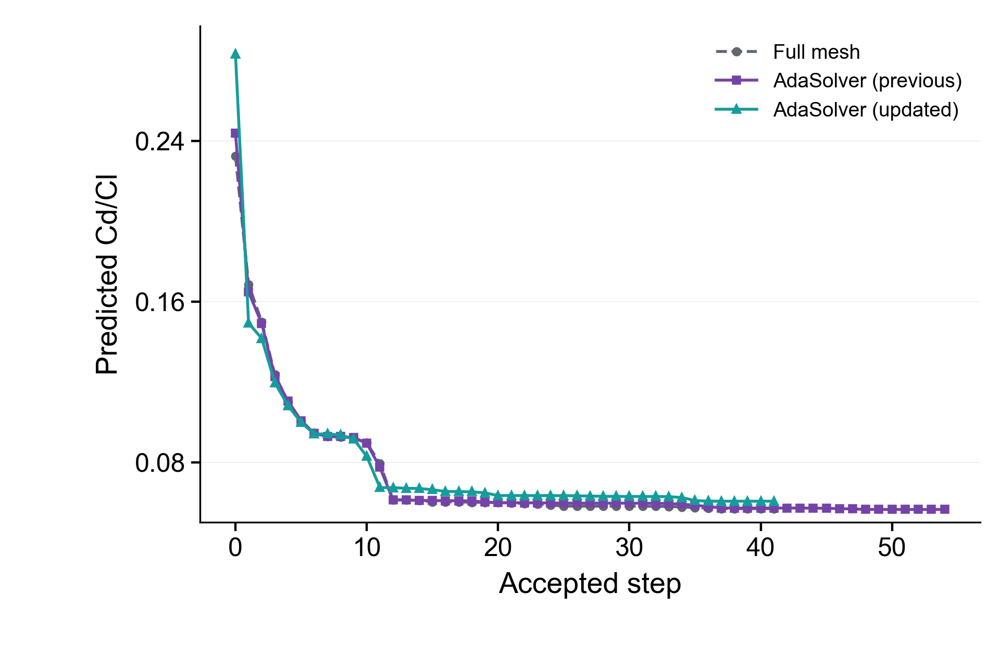 Full mesh
AdaSolver (previous)
AdaSolver (updated)
Predicted Cd/Cl
0.24
0.16
0.08
0 10 20 30 40 50
Accepted step